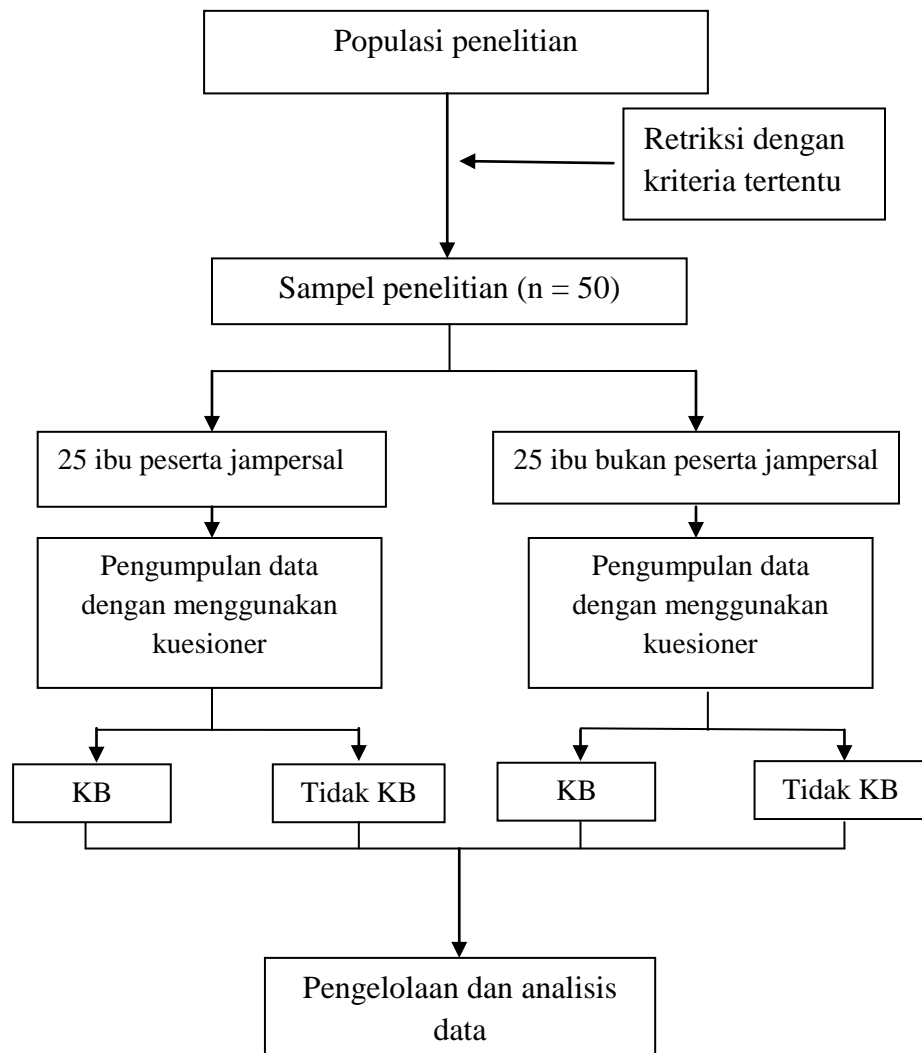 Populasi penelitian
Retriksi dengan
kriteria tertentu
Sampel penelitian (n = 50)
25 ibu peserta jampersal
25 ibu bukan peserta jampersal
Pengumpulan data
dengan menggunakan
kuesioner
Pengumpulan data
dengan menggunakan
kuesioner
KB
Tidak KB
KB
Tidak KB
Pengelolaan dan analisis
data